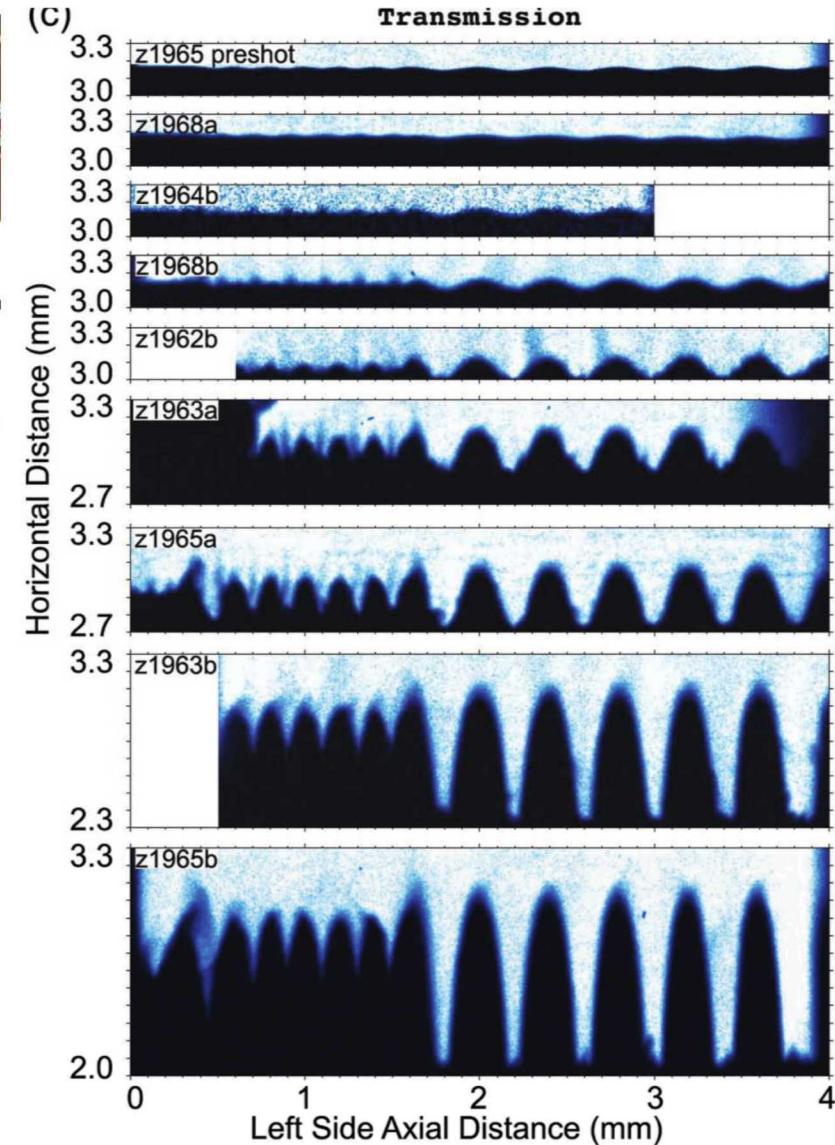 (C)
Transmission
z1965 preshot
3.3
3.0
z1968a
3.3
3.0
z1964b
3.3
3.0
z1968b
3.3
3.0
z1962b
3.3
3.0
z1963a
3.3
2.7
z1965a
3.3
2.7
z1963b
3.3
2.3
z1965b
3.3
2.0
Horizontal Distance (mm)
0 1 2 3 4
Left Side Axial Distance (mm)